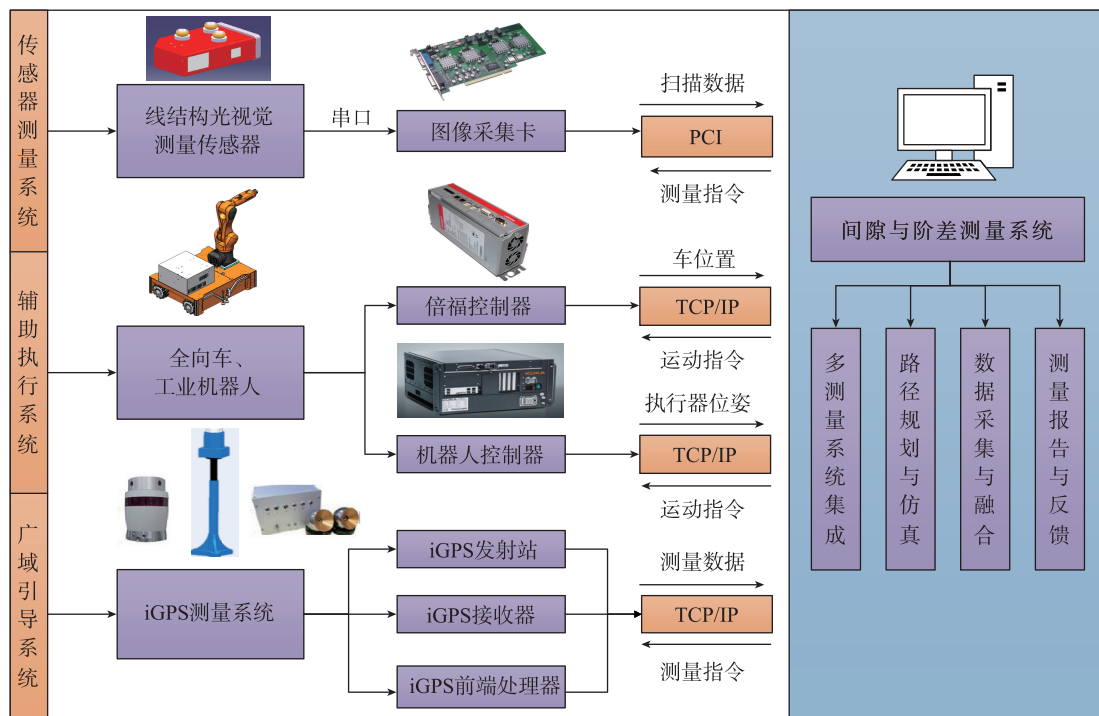 传感器测量系统
线结构光视觉
测量传感器
串口
图像采集卡
扫描数据
PCI
测量指令
辅助执行系统
全向车、
工业机器人
倍福控制器
车位置
TCP/IP
运动指令
机器人控制器
执行器位姿
TCP/IP
运动指令
广域引导系统
iGPS测量系统
iGPS发射站
iGPS接收器
iGPS前端处理器
测量数据
TCP/IP
测量指令
间隙与阶差测量系统
多测量系统集成
路径规划与仿真
数据采集与融合
测量报告与反馈